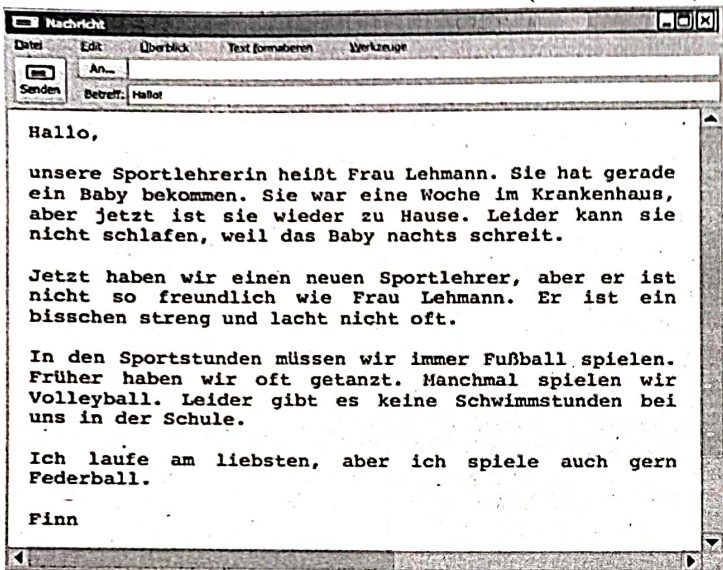 Nachricht
Datei Edit Überblick Text formatieren Werkzeuge
An...
Senden
Betreff: Hallo!
Hallo,
unsere Sportlehrerin heißt Frau Lehmann. Sie hat gerade
ein Baby bekommen. Sie war eine Woche im Krankenhaus,
aber jetzt ist sie wieder zu Hause. Leider kann sie
nicht schlafen, weil das Baby nachts schreit.
Jetzt haben wir einen neuen Sportlehrer, aber er ist
nicht so freundlich wie Frau Lehmann. Er ist ein
bisschen streng und lacht nicht oft.
In den Sportstunden müssen wir immer Fußball spielen.
Früher haben wir oft getanzt. Manchmal spielen wir
Volleyball. Leider gibt es keine Schwimmstunden bei
uns in der Schule.
Ich laufe am liebsten, aber ich spiele auch gern
Federball.
Finn